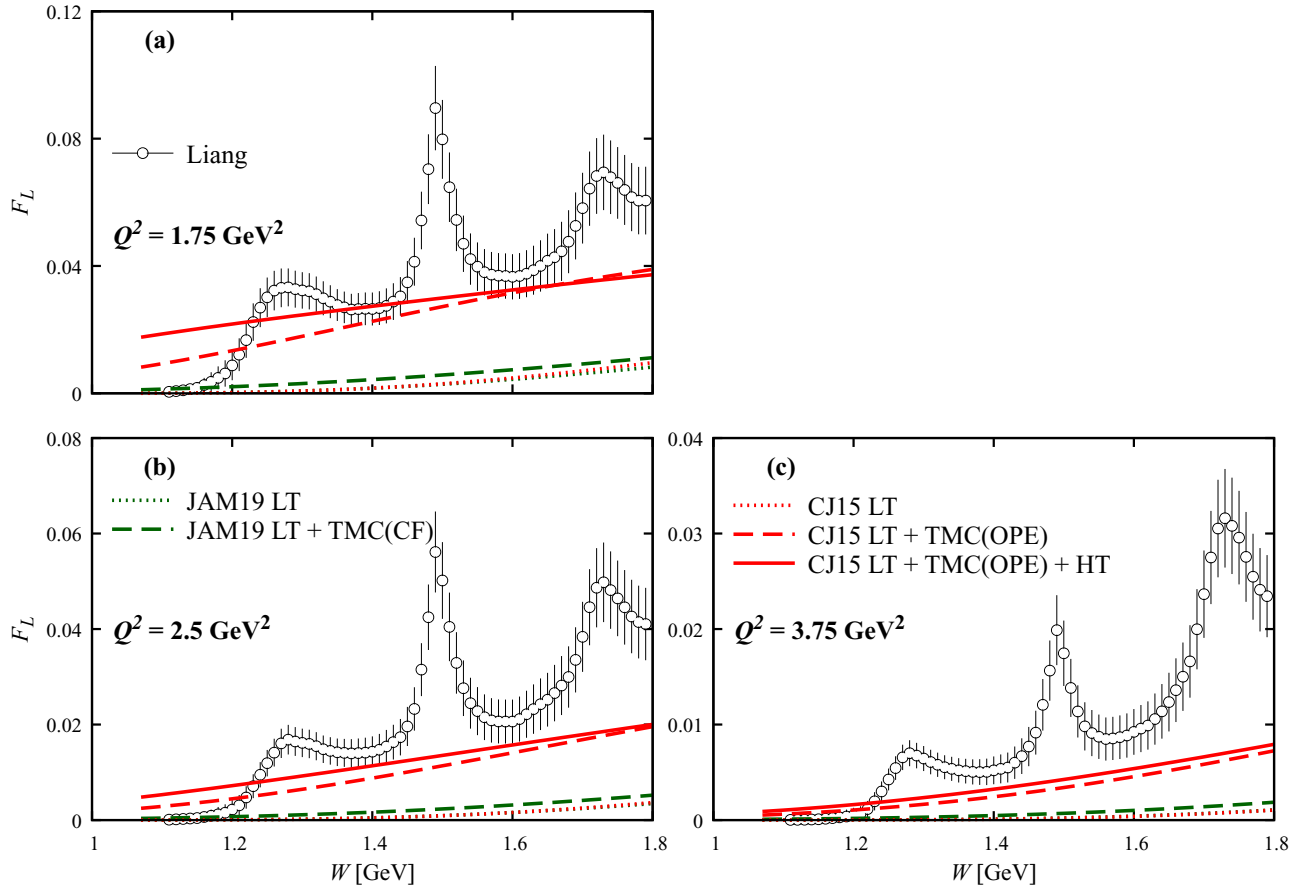 0.12
(a)
0.08
Liang
F_L
Q² = 1.75 GeV²
0.04
0
0.08
(b)
JAM19 LT
JAM19 LT + TMC(CF)
0.06
0.04
F_L
Q² = 2.5 GeV²
0.02
0
1
1.2
1.4
1.6
1.8
W [GeV]
0.04
(c)
CJ15 LT
CJ15 LT + TMC(OPE)
CJ15 LT + TMC(OPE) + HT
0.03
0.02
Q² = 3.75 GeV²
0.01
0
1
1.2
1.4
1.6
1.8
W [GeV]